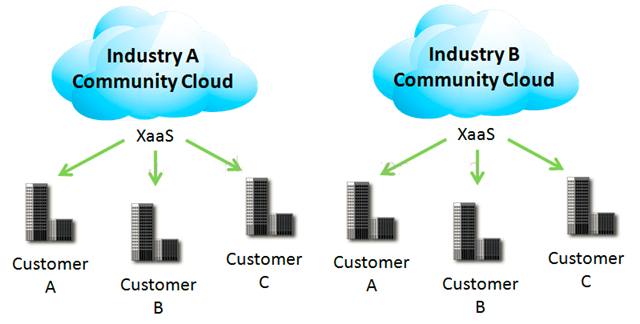 Industry A
Community Cloud
XaaS
Customer
A
Customer
B
Customer
C
Industry B
Community Cloud
XaaS
Customer
A
Customer
B
Customer
C